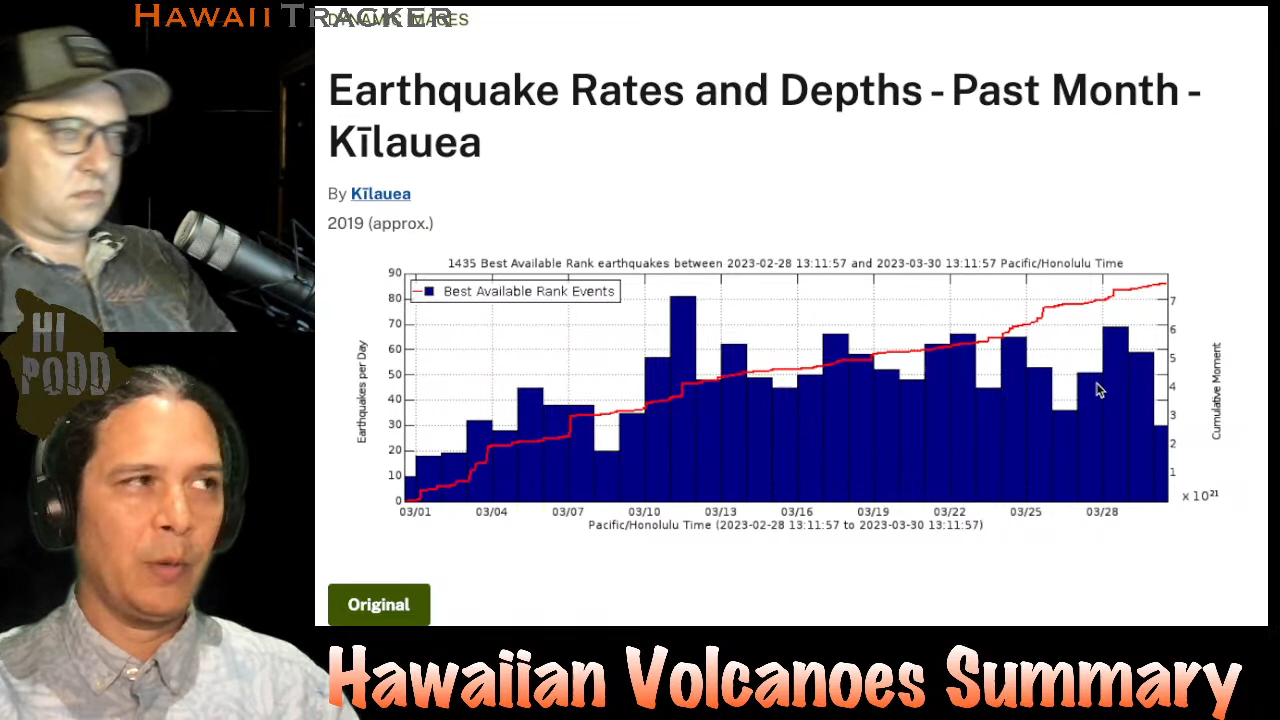 HAWAII TRACKER
DYNAMIC IMAGES
Earthquake Rates and Depths - Past Month -
Kīlauea
By Kīlauea
2019 (approx.)
1435 Best Available Rank earthquakes between 2023-02-28 13:11:57 and 2023-03-30 13:11:57 Pacific/Honolulu Time
Best Available Rank Events
Earthquakes per Day
90
80
70
60
50
40
30
20
10
0
7
6
5
4
3
2
1
Cumulative Moment
x 10²¹
03/01 03/04 03/07 03/10 03/13 03/16 03/19 03/22 03/25 03/28
Pacific/Honolulu Time (2023-02-28 13:11:57 to 2023-03-30 13:11:57)
Original
HI
PODD
Hawaiian Volcanoes Summary